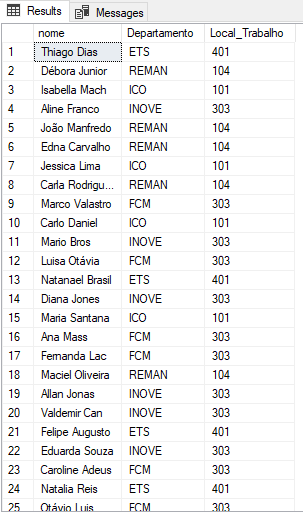 Results Messages
nome Departamento Local_Trabalho
1 Thiago Dias ETS 401
2 Débora Junior REMAN 104
3 Isabella Mach ICO 101
4 Aline Franco INOVE 303
5 João Manfredo REMAN 104
6 Edna Carvalho REMAN 104
7 Jessica Lima ICO 101
8 Carla Rodrigu... REMAN 104
9 Marco Valastro FCM 303
10 Carlo Daniel ICO 101
11 Mario Bros INOVE 303
12 Luisa Otávia FCM 303
13 Natanael Brasil ETS 401
14 Diana Jones INOVE 303
15 Maria Santana ICO 101
16 Ana Mass FCM 303
17 Fernanda Lac FCM 303
18 Maciel Oliveira REMAN 104
19 Allan Jonas INOVE 303
20 Valdemir Can INOVE 303
21 Felipe Augusto ETS 401
22 Eduarda Souza INOVE 303
23 Caroline Adeus FCM 303
24 Natalia Reis ETS 401
25 Otávio Luis FCM 303